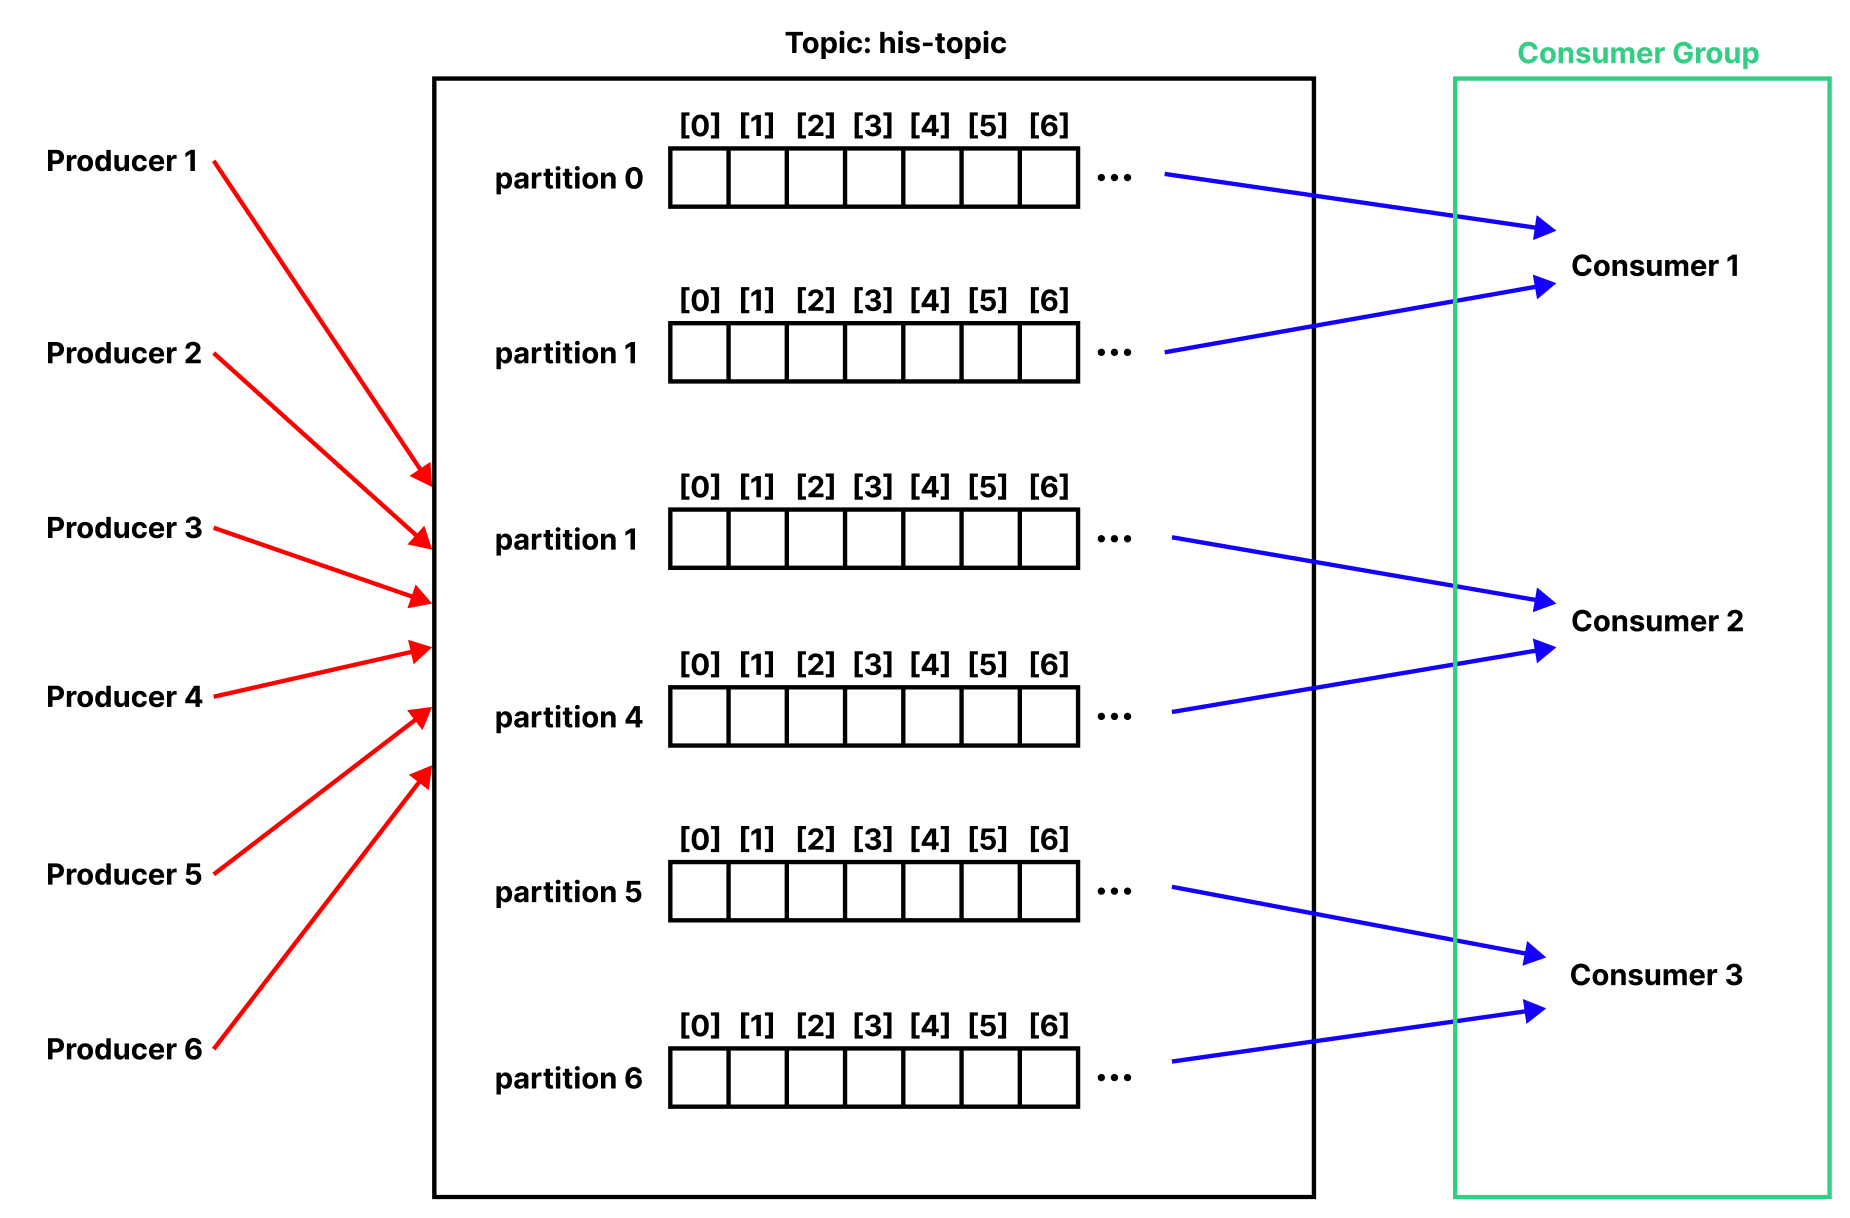 Topic: his-topic
Consumer Group
Producer 1
Producer 2
Producer 3
Producer 4
Producer 5
Producer 6
[0] [1] [2] [3] [4] [5] [6]
partition 0 ...
[0] [1] [2] [3] [4] [5] [6]
partition 1 ...
[0] [1] [2] [3] [4] [5] [6]
partition 1 ...
[0] [1] [2] [3] [4] [5] [6]
partition 4 ...
[0] [1] [2] [3] [4] [5] [6]
partition 5 ...
[0] [1] [2] [3] [4] [5] [6]
partition 6 ...
Consumer 1
Consumer 2
Consumer 3